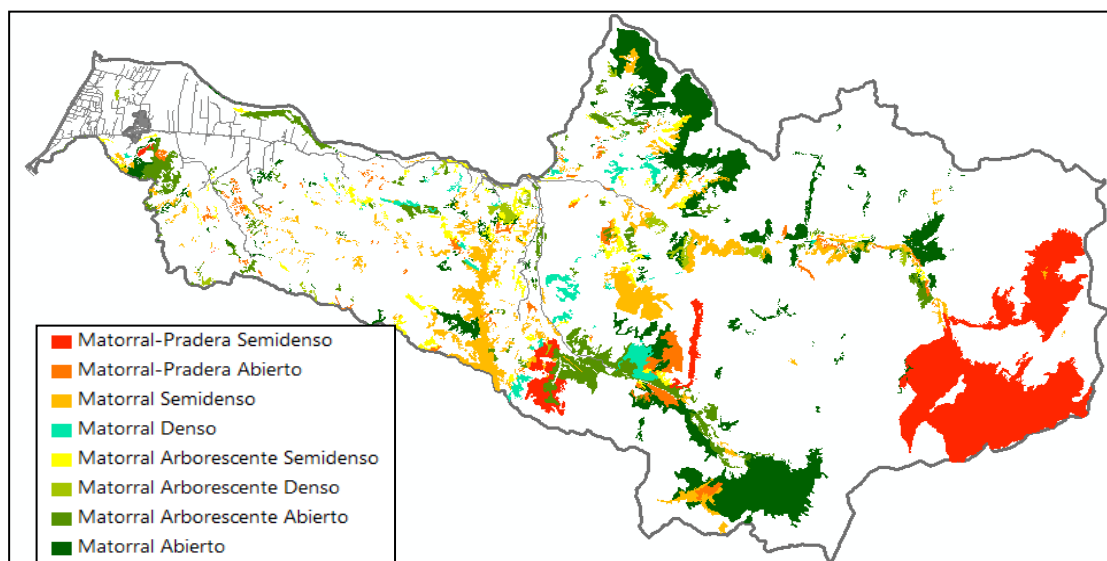 Matorral-Pradera Semidenso
Matorral-Pradera Abierto
Matorral Semidenso
Matorral Denso
Matorral Arborescente Semidenso
Matorral Arborescente Denso
Matorral Arborescente Abierto
Matorral Abierto